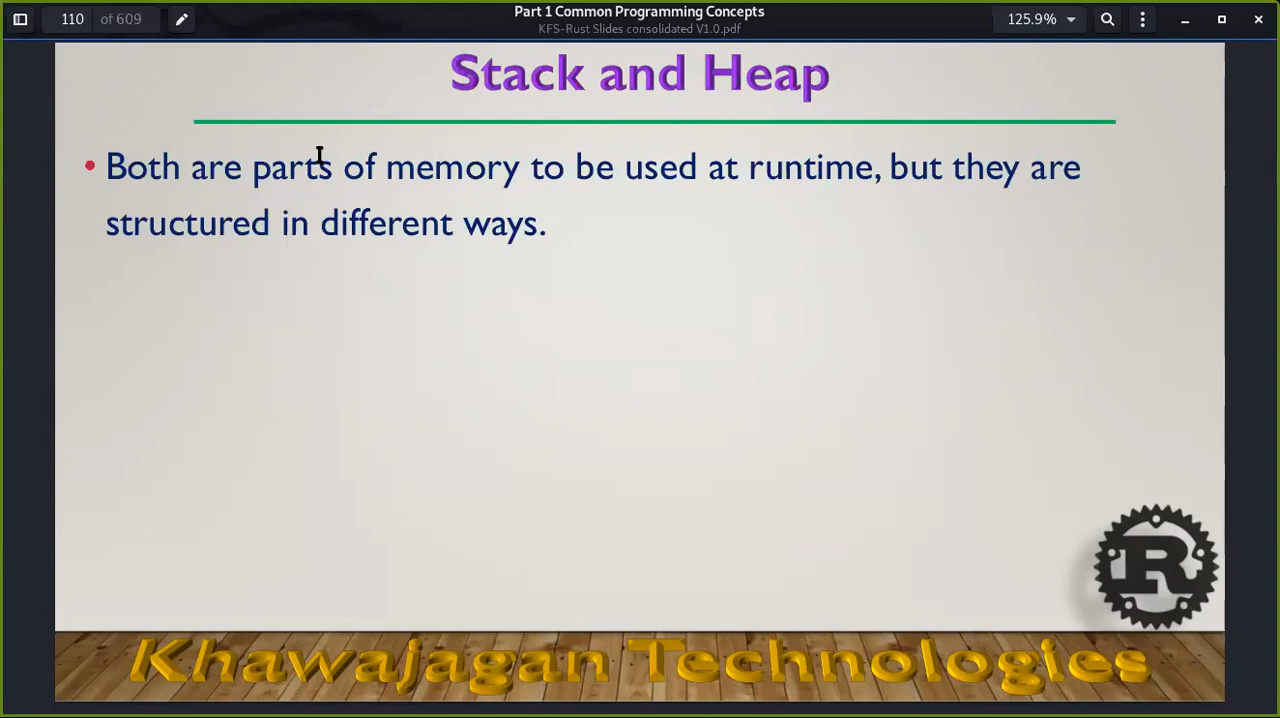 110 of 609
Part 1 Common Programming Concepts
KFS-Rust Slides consolidated V1.0.pdf
125.9%
Stack and Heap
• Both are parts of memory to be used at runtime, but they are
structured in different ways.
R
Khawajagan Technologies